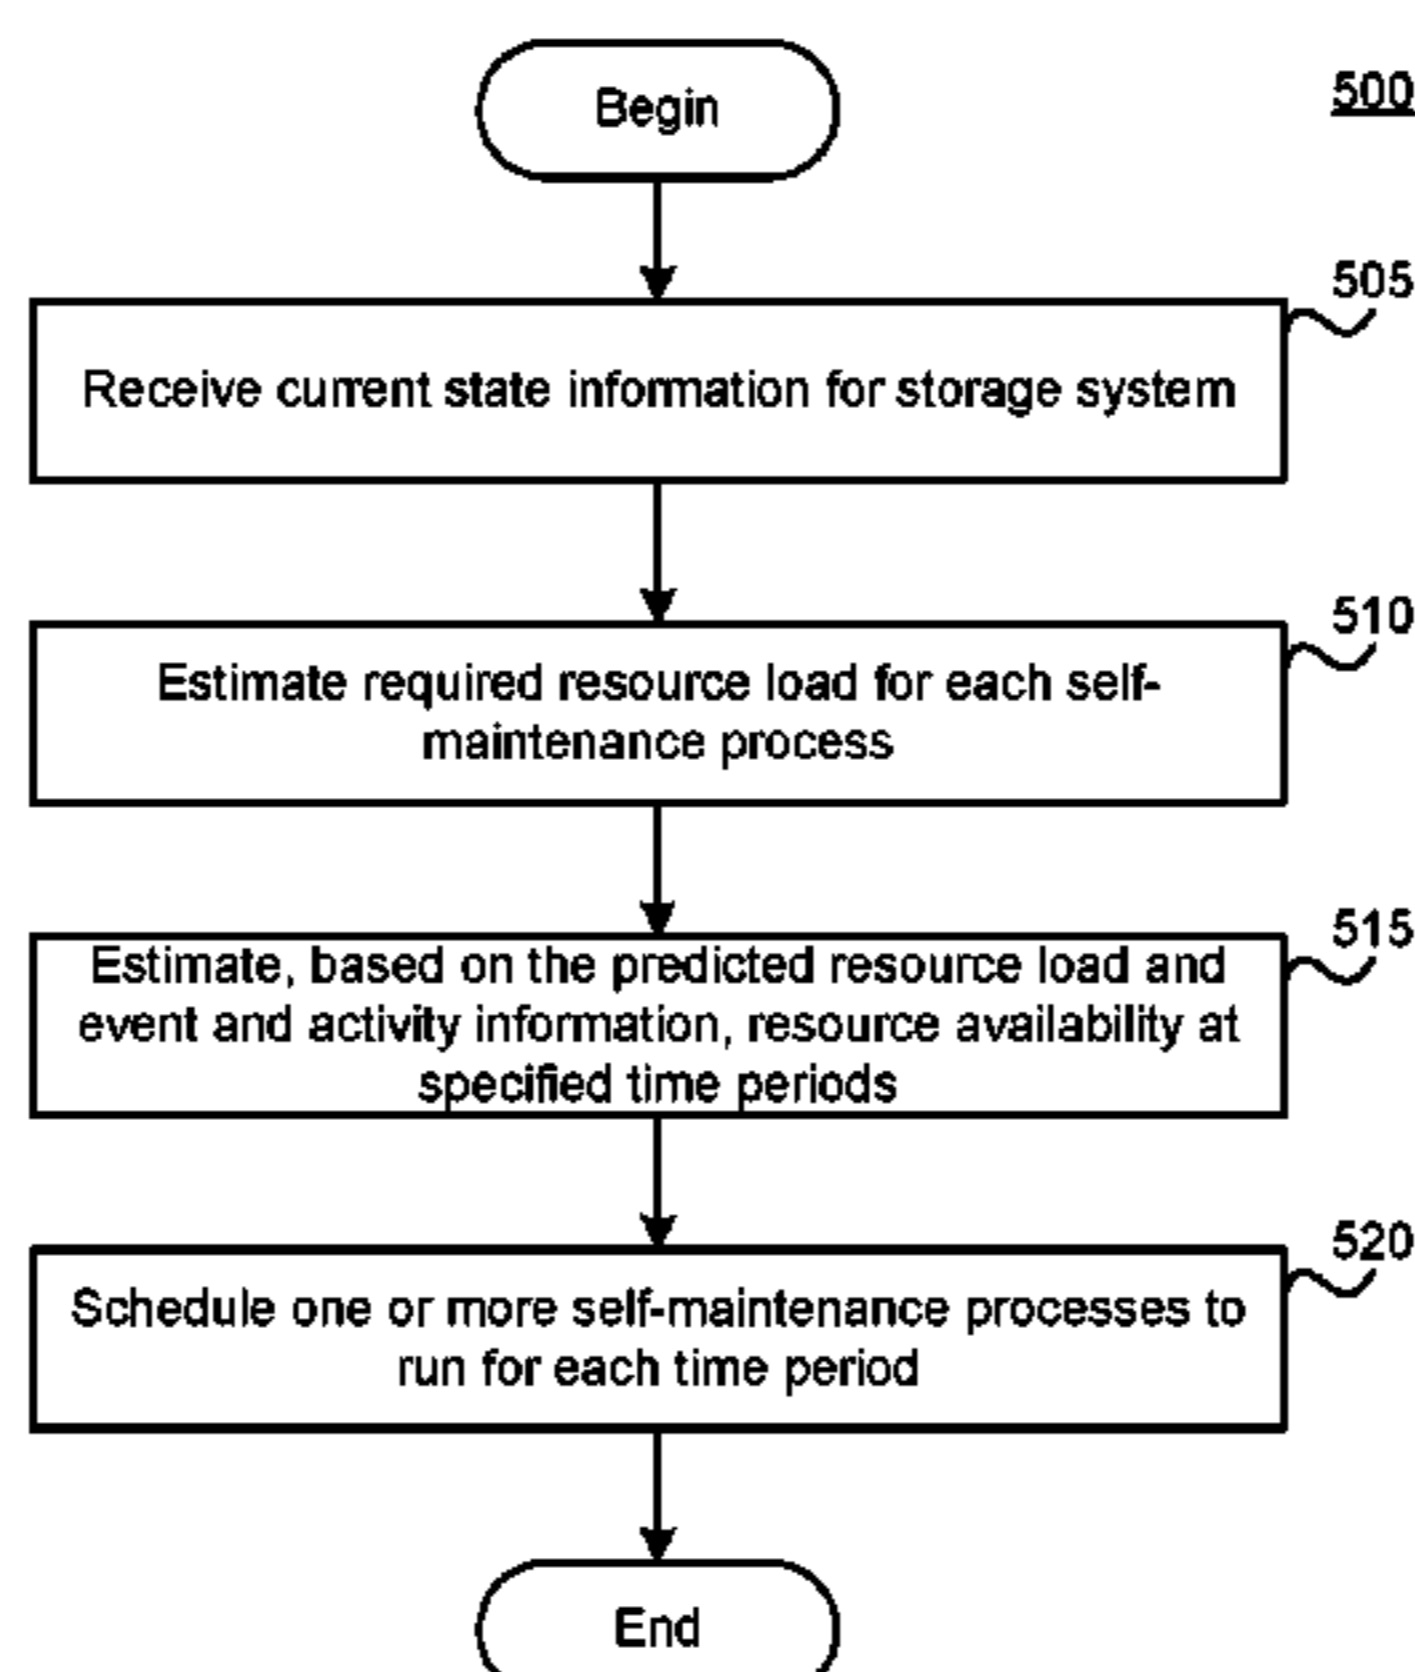 Begin
500
505
Receive current state information for storage system
510
Estimate required resource load for each self-
maintenance process
515
Estimate, based on the predicted resource load and
event and activity information, resource availability at
specified time periods
520
Schedule one or more self-maintenance processes to
run for each time period
End